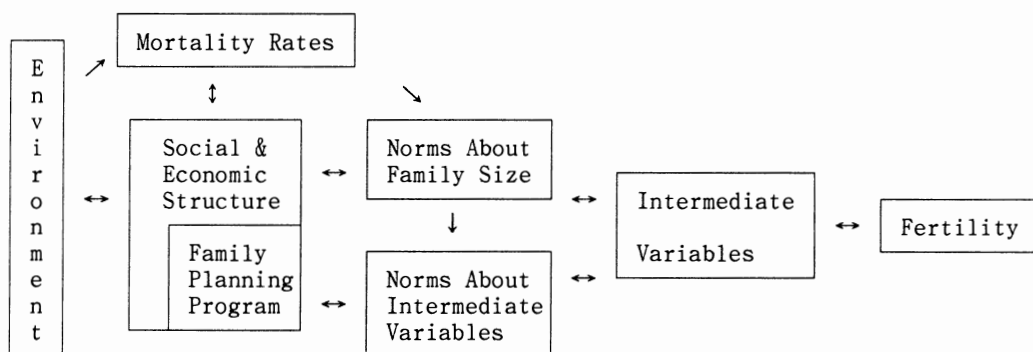 Environment
Mortality Rates
Social &
Economic
Structure
Family
Planning
Program
Norms About
Family Size
Norms About
Intermediate
Variables
Intermediate
Variables
Fertility